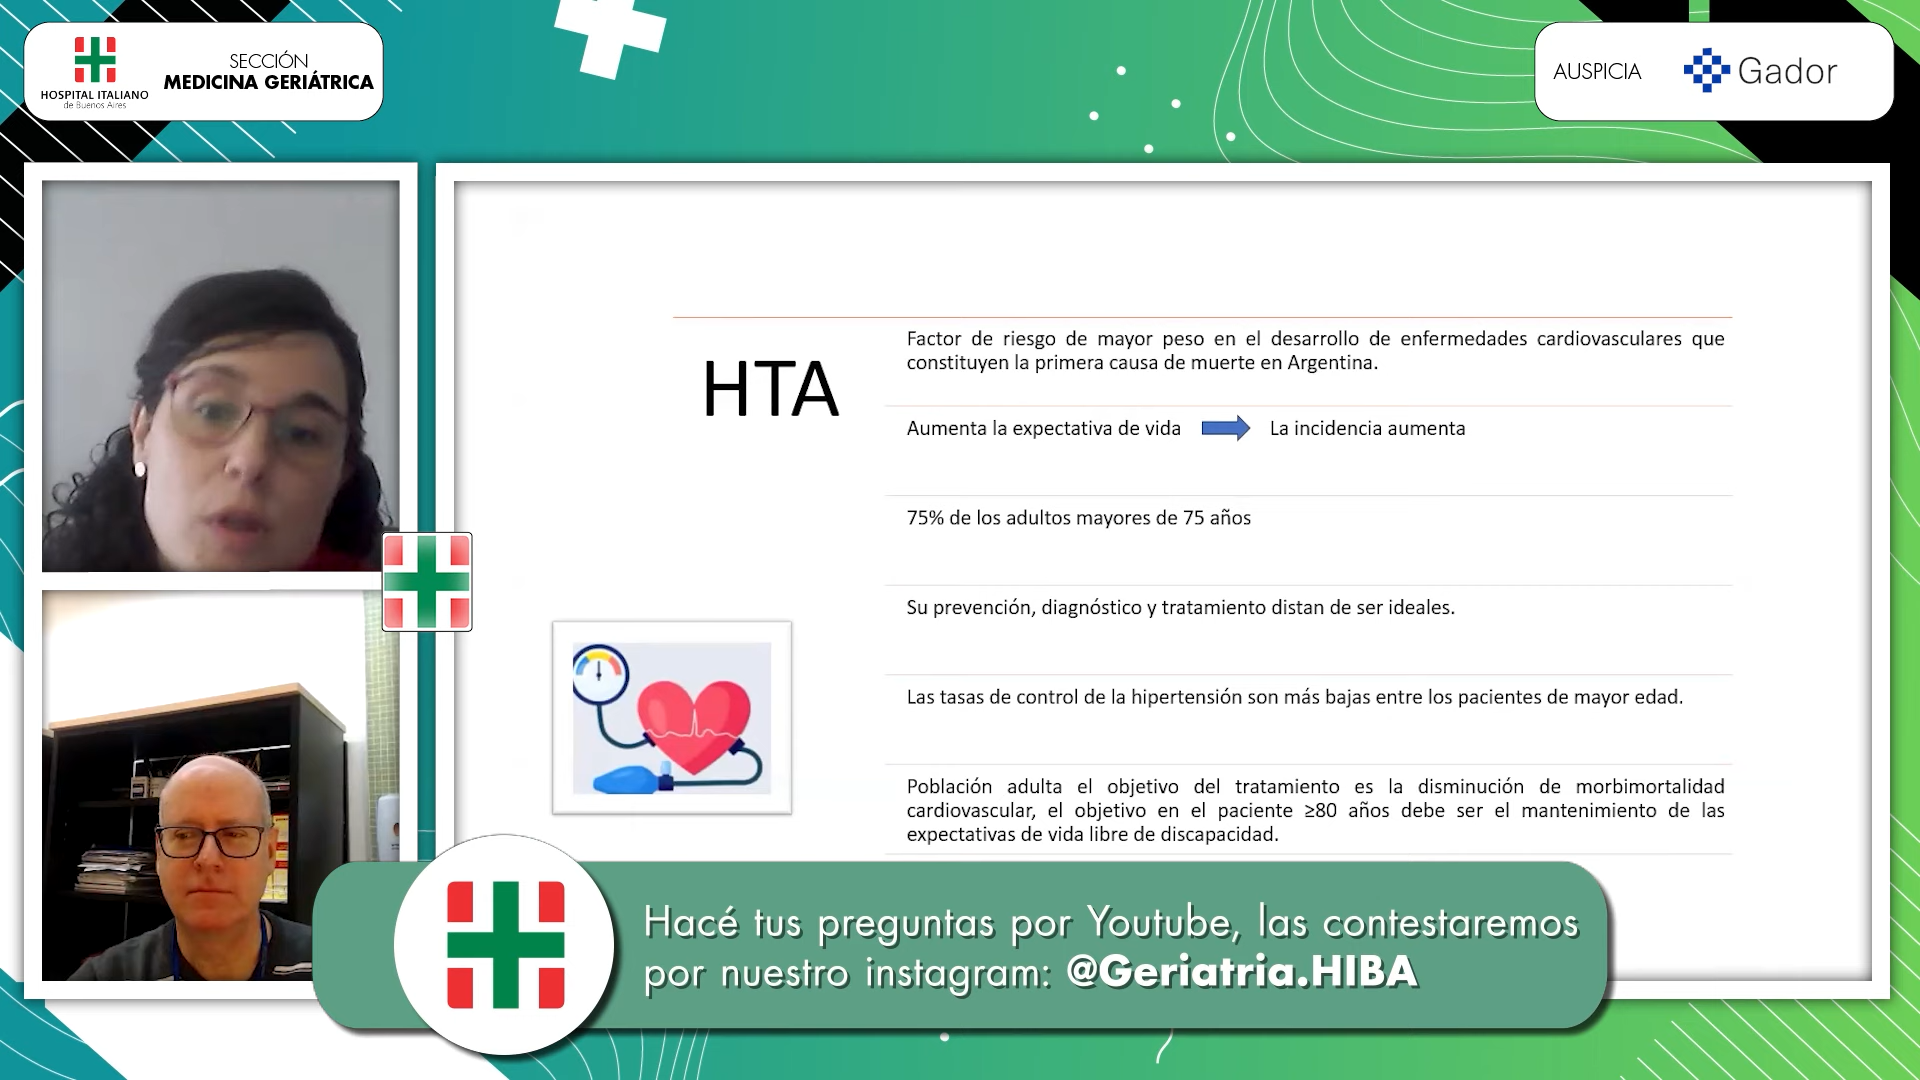 HOSPITAL ITALIANO
de Buenos Aires
SECCIÓN
MEDICINA GERIÁTRICA
AUSPICIA
Gador
HTA
Factor de riesgo de mayor peso en el desarrollo de enfermedades cardiovasculares que
constituyen la primera causa de muerte en Argentina.
Aumenta la expectativa de vida La incidencia aumenta
75% de los adultos mayores de 75 años
Su prevención, diagnóstico y tratamiento distan de ser ideales.
Las tasas de control de la hipertensión son más bajas entre los pacientes de mayor edad.
Población adulta el objetivo del tratamiento es la disminución de morbimortalidad
cardiovascular, el objetivo en el paciente ≥80 años debe ser el mantenimiento de las
expectativas de vida libre de discapacidad.
Hacé tus preguntas por Youtube, las contestaremos
por nuestro instagram: @Geriatria.HIBA